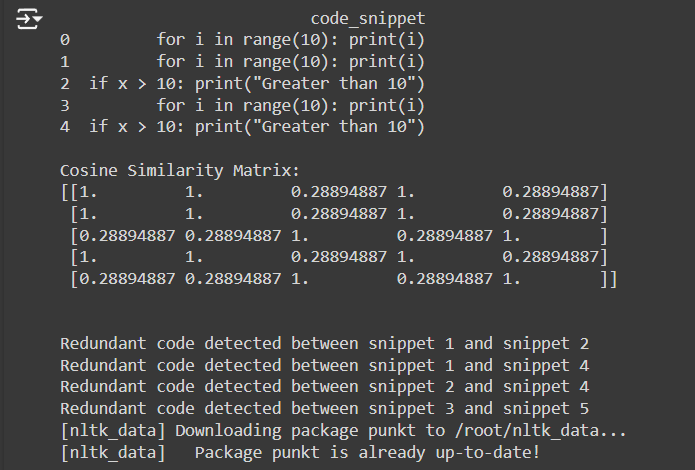 code_snippet
0 for i in range(10): print(i)
1 for i in range(10): print(i)
2 if x > 10: print("Greater than 10")
3 for i in range(10): print(i)
4 if x > 10: print("Greater than 10")
Cosine Similarity Matrix:
[[1. 1. 0.28894887 1. 0.28894887]
[1. 1. 0.28894887 1. 0.28894887]
[0.28894887 0.28894887 1. 0.28894887 1. ]
[1. 1. 0.28894887 1. 0.28894887]
[0.28894887 0.28894887 1. 0.28894887 1. ]]
Redundant code detected between snippet 1 and snippet 2
Redundant code detected between snippet 1 and snippet 4
Redundant code detected between snippet 2 and snippet 4
Redundant code detected between snippet 3 and snippet 5
[nltk_data] Downloading package punkt to /root/nltk_data...
[nltk_data] Package punkt is already up-to-date!